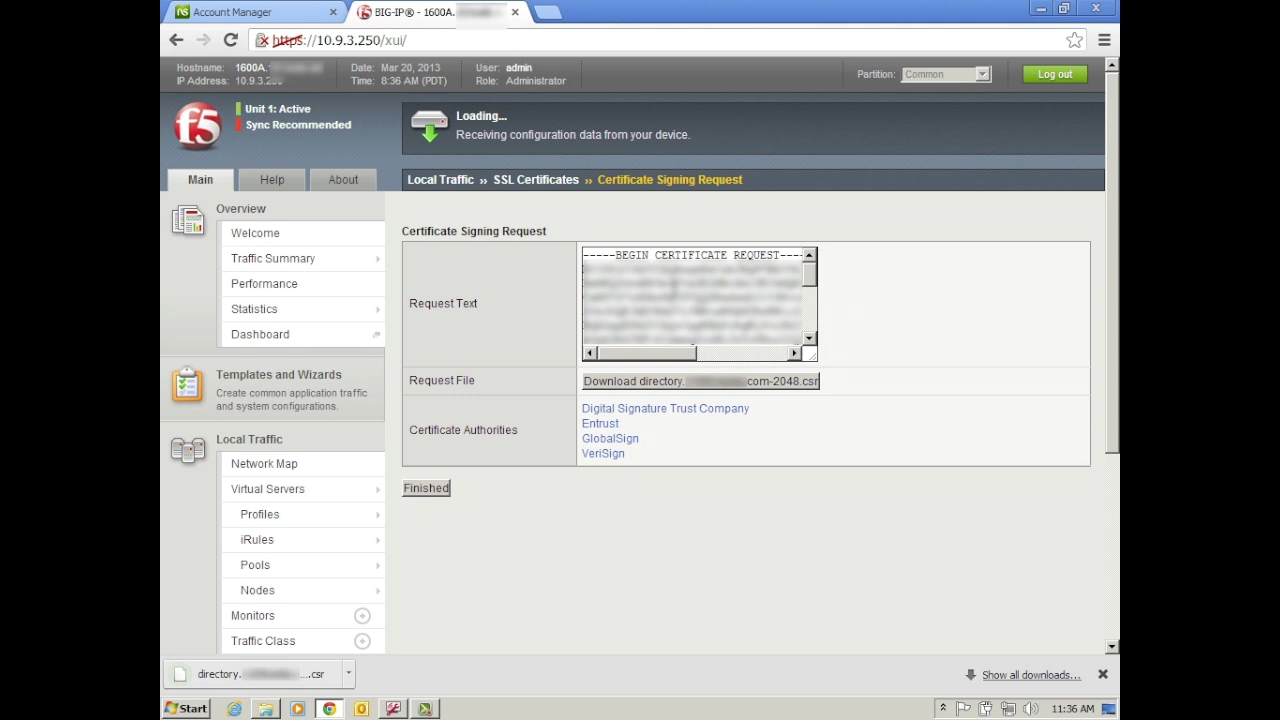 Account Manager
BIG-IP® - 1600A.
https://10.9.3.250/xui/
Hostname: 1600A.
IP Address: 10.9.3.250
Date: Mar 20, 2013
Time: 8:36 AM (PDT)
User: admin
Role: Administrator
Partition: Common
Log out
f5
Unit 1: Active
Sync Recommended
Loading...
Receiving configuration data from your device.
Main
Help
About
Local Traffic ›› SSL Certificates ›› Certificate Signing Request
Overview
Welcome
Traffic Summary
Performance
Statistics
Dashboard
Templates and Wizards
Create common application traffic
and system configurations.
Local Traffic
Network Map
Virtual Servers
Profiles
iRules
Pools
Nodes
Monitors
Traffic Class
Certificate Signing Request
Request Text
-----BEGIN CERTIFICATE REQUEST----
Request File
Download directory. com-2048.csr
Certificate Authorities
Digital Signature Trust Company
Entrust
GlobalSign
VeriSign
Finished
directory. ....csr
Show all downloads...
Start
11:36 AM